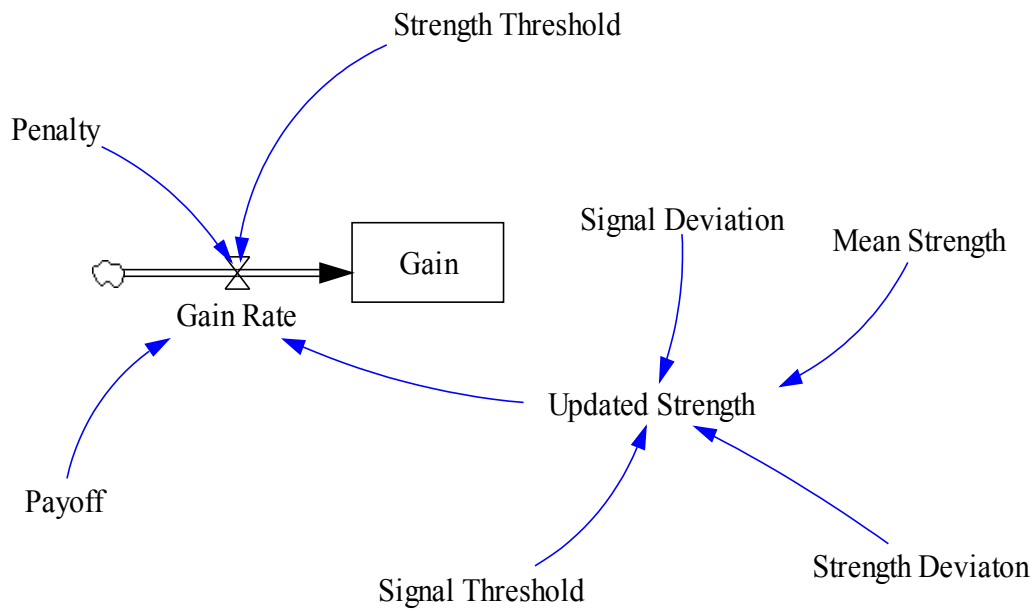 Strength Threshold
Penalty
Signal Deviation
Mean Strength
Gain
Gain Rate
Updated Strength
Payoff
Strength Deviaton
Signal Threshold